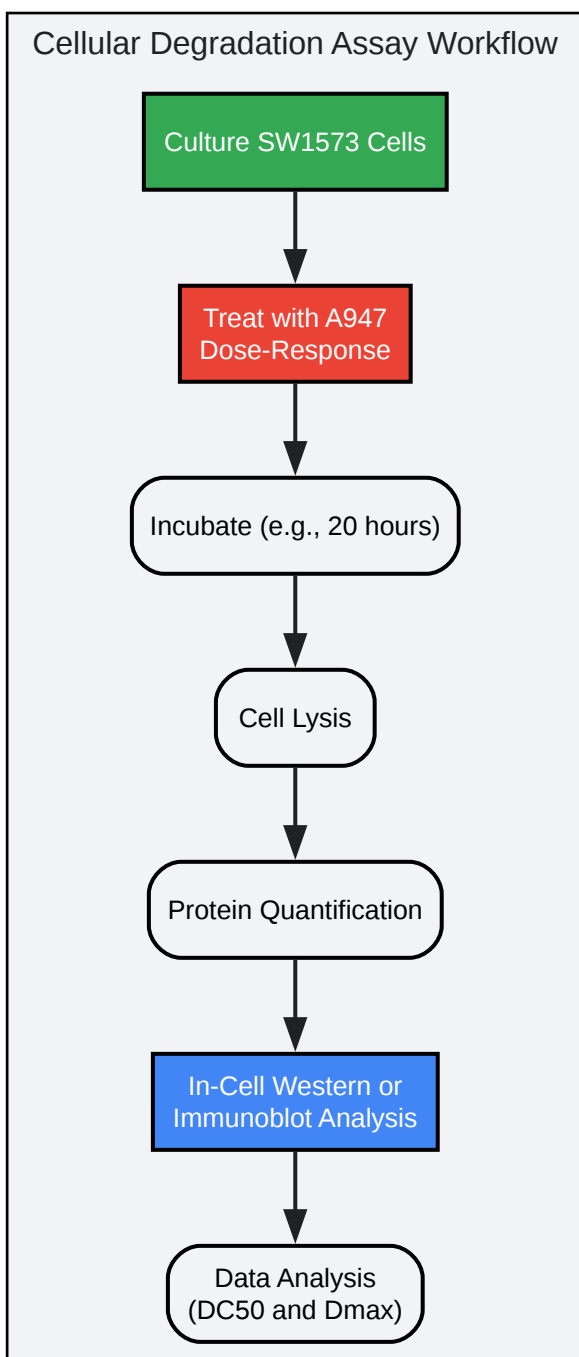 Cellular Degradation Assay Workflow
Culture SW1573 Cells
Treat with A947
Dose-Response
Incubate (e.g., 20 hours)
Cell Lysis
Protein Quantification
In-Cell Western or
Immunoblot Analysis
Data Analysis
(DC50 and Dmax)